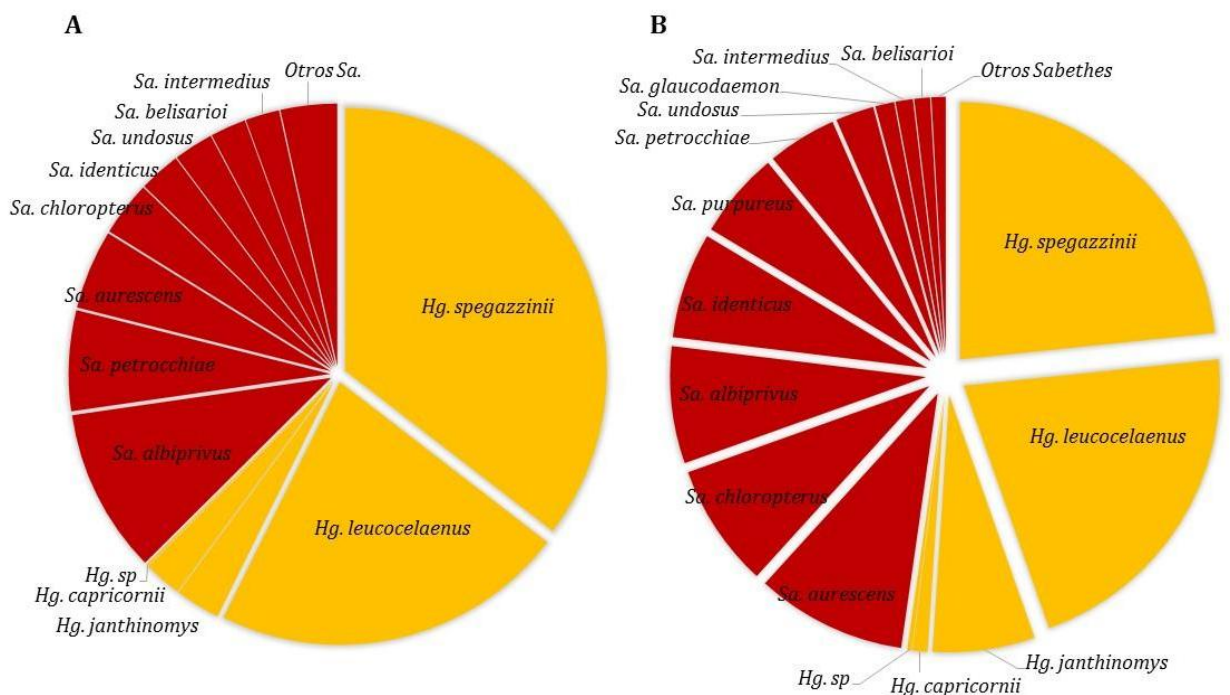 A
Otros Sa.
Sa. intermedius
Sa. belisarioi
Sa. undosus
Sa. identicus
Sa. chloropterus
Sa. aurescens
Sa. petrocchiae
Sa. albiprivus
Hg. sp
Hg. capricornii
Hg. janthinomys
Hg. leucocelaenus
Hg. spegazzinii
B
Sa. belisarioi
Sa. intermedius
Otros Sabethes
Sa. glaucodaemon
Sa. undosus
Sa. petrocchiae
Sa. purpureus
Sa. identicus
Sa. albiprivus
Sa. chloropterus
Sa. aurescens
Hg. sp
Hg. capricornii
Hg. janthinomys
Hg. leucocelaenus
Hg. spegazzinii